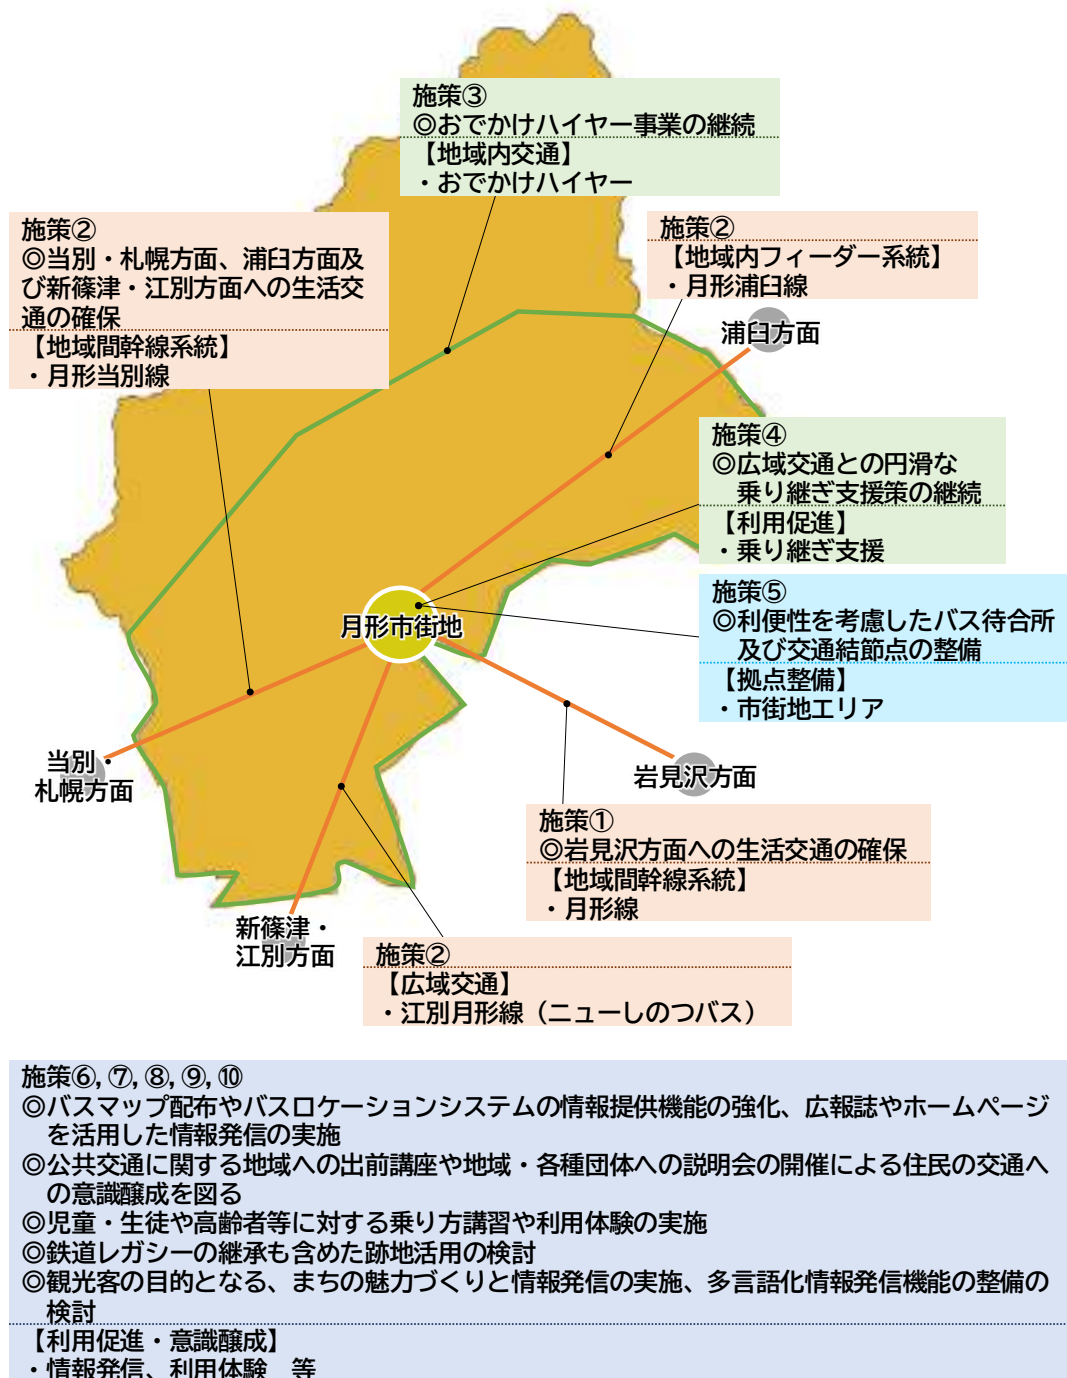 施策③
◎おでかけハイヤー事業の継続
【地域内交通】
・おでかけハイヤー
施策②
◎当別・札幌方面、浦臼方面及
び新篠津・江別方面への生活交
通の確保
【地域間幹線系統】
・月形当別線
施策②
【地域内フィーダー系統】
・月形浦臼線
浦臼方面
施策④
◎広域交通との円滑な
乗り継ぎ支援策の継続
【利用促進】
・乗り継ぎ支援
施策⑤
◎利便性を考慮したバス待合所
及び交通結節点の整備
【拠点整備】
・市街地エリア
月形市街地
当別・
札幌方面
岩見沢方面
施策①
◎岩見沢方面への生活交通の確保
【地域間幹線系統】
・月形線
新篠津・
江別方面
施策②
【広域交通】
・江別月形線（ニューしのつバス）
施策⑥, ⑦, ⑧, ⑨, ⑩
◎バスマップ配布やバスロケーションシステムの情報提供機能の強化、広報誌やホームページ
を活用した情報発信の実施
◎公共交通に関する地域への出前講座や地域・各種団体への説明会の開催による住民の交通へ
の意識醸成を図る
◎児童・生徒や高齢者等に対する乗り方講習や利用体験の実施
◎鉄道レガシーの継承も含めた跡地活用の検討
◎観光客の目的となる、まちの魅力づくりと情報発信の実施、多言語化情報発信機能の整備の
検討
【利用促進・意識醸成】
・情報発信、利用体験　等